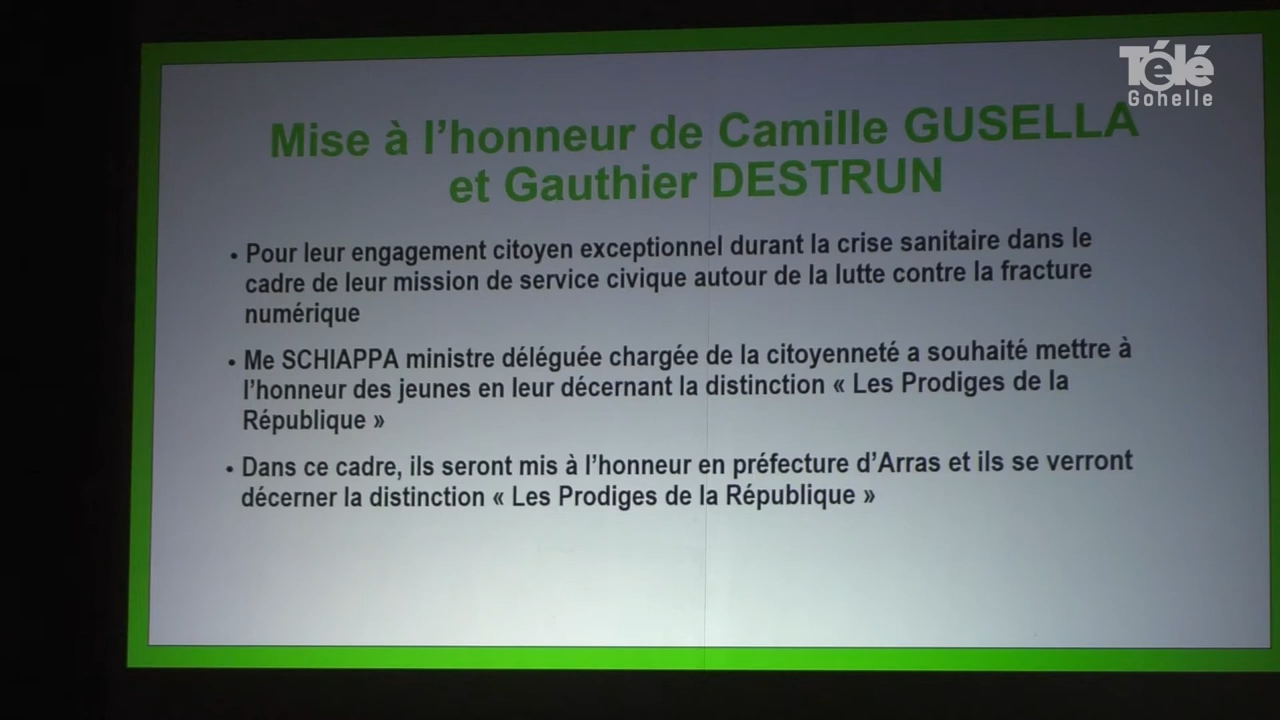 Télé
Gohelle
Mise à l'honneur de Camille GUSELLA
et Gauthier DESTRUN
• Pour leur engagement citoyen exceptionnel durant la crise sanitaire dans le
cadre de leur mission de service civique autour de la lutte contre la fracture
numérique
• Me SCHIAPPA ministre déléguée chargée de la citoyenneté a souhaité mettre à
l'honneur des jeunes en leur décernant la distinction « Les Prodiges de la
République »
• Dans ce cadre, ils seront mis à l'honneur en préfecture d'Arras et ils se verront
décerner la distinction « Les Prodiges de la République »